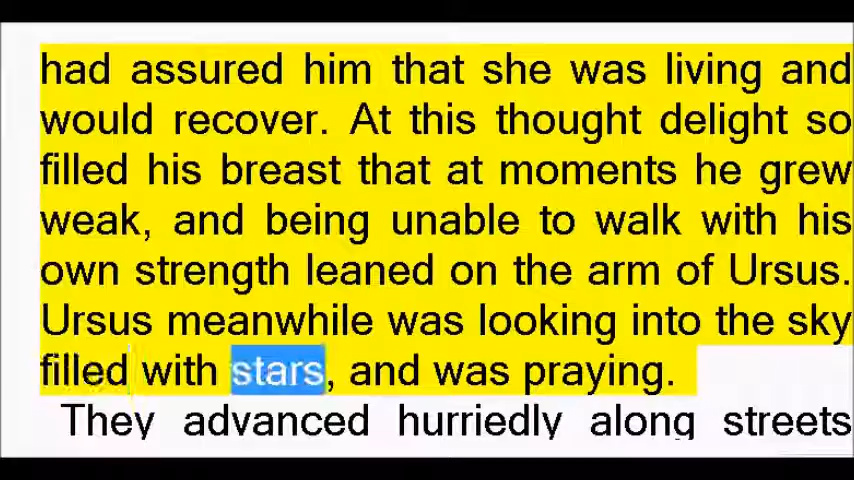 had assured him that she was living and
would recover. At this thought delight so
filled his breast that at moments he grew
weak, and being unable to walk with his
own strength leaned on the arm of Ursus.
Ursus meanwhile was looking into the sky
filled with stars, and was praying.
They advanced hurriedly along streets